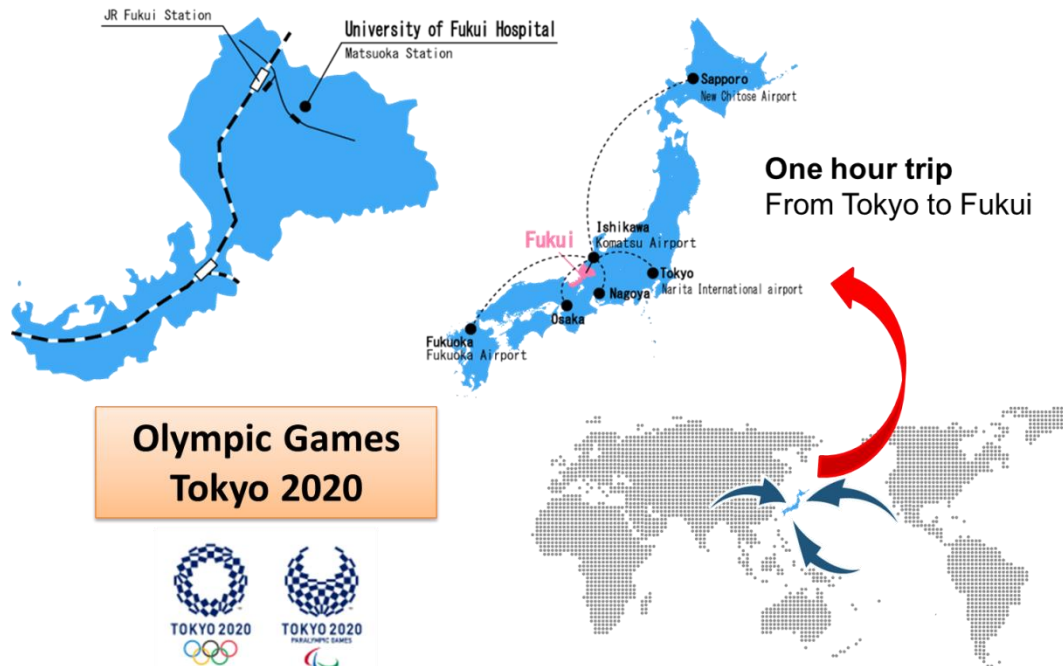 JR Fukui Station
University of Fukui Hospital
Matsuoka Station
Sapporo
New Chitose Airport
One hour trip
From Tokyo to Fukui
Ishikawa
Komatsu Airport
Fukui
Tokyo
Narita International airport
Nagoya
Osaka
Fukuoka
Fukuoka Airport
Olympic Games
Tokyo 2020
TOKYO 2020
TOKYO 2020
PARALYMPIC GAMES